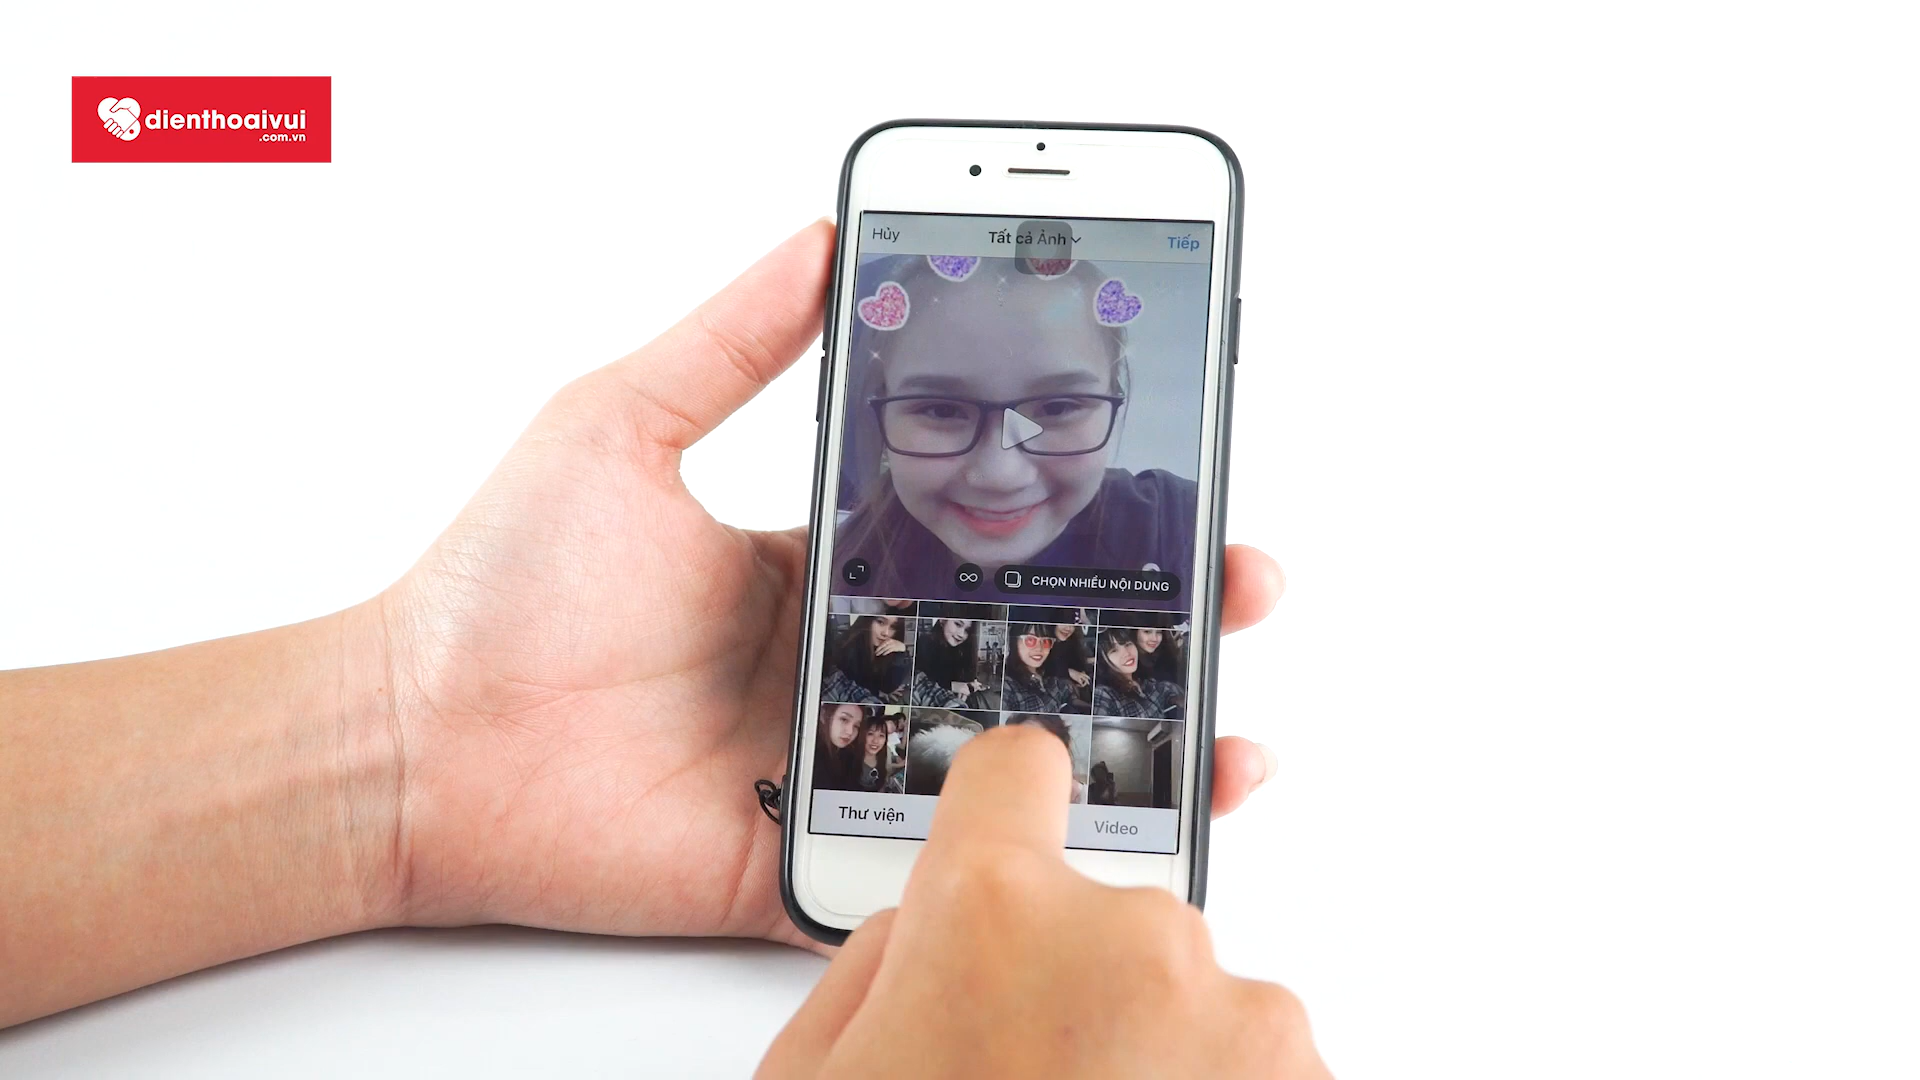 dienthoaivui
.com.vn
Hủy
Tất cả Ảnh
Tiếp
CHỌN NHIỀU NỘI DUNG
Thư viện
Video